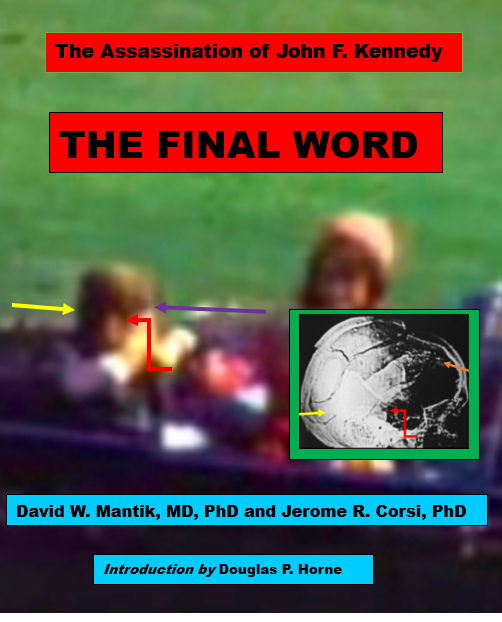 The Assassination of John F. Kennedy
THE FINAL WORD
David W. Mantik, MD, PhD and Jerome R. Corsi, PhD
Introduction by Douglas P. Horne